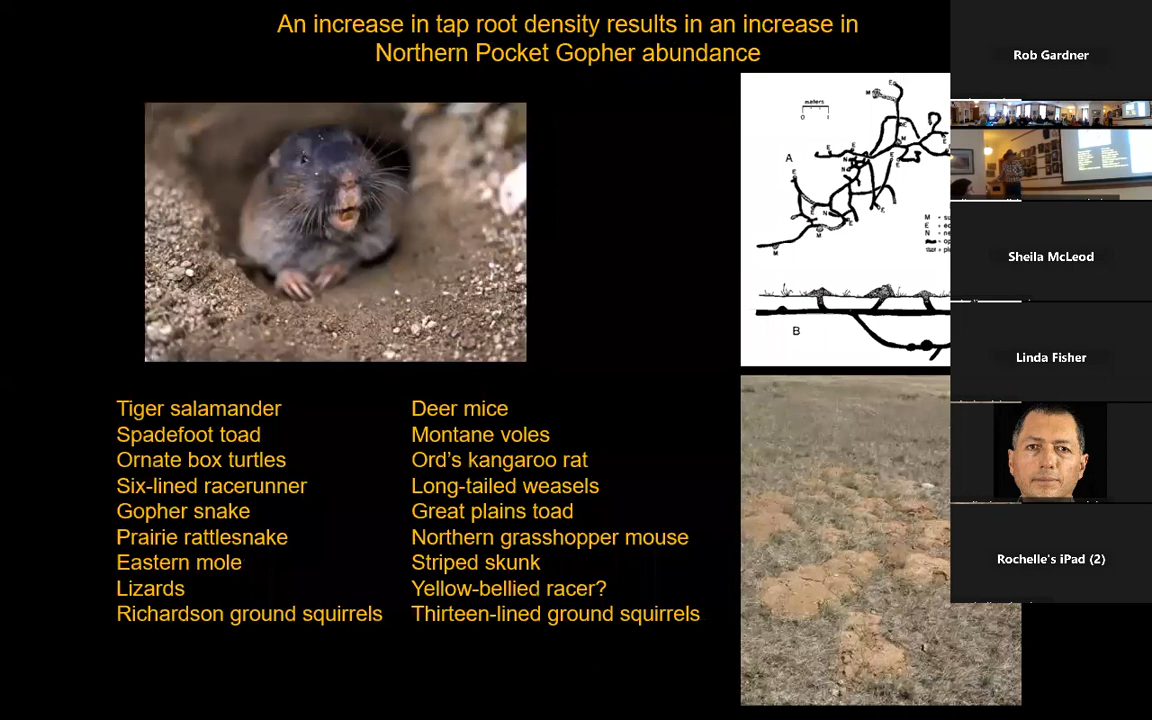 An increase in tap root density results in an increase in
Northern Pocket Gopher abundance
Tiger salamander
Spadefoot toad
Ornate box turtles
Six-lined racerunner
Gopher snake
Prairie rattlesnake
Eastern mole
Lizards
Richardson ground squirrels
Deer mice
Montane voles
Ord's kangaroo rat
Long-tailed weasels
Great plains toad
Northern grasshopper mouse
Striped skunk
Yellow-bellied racer?
Thirteen-lined ground squirrels
meters
0 1
A
B
M
E
N
Rob Gardner
Sheila McLeod
Linda Fisher
Rochelle's iPad (2)